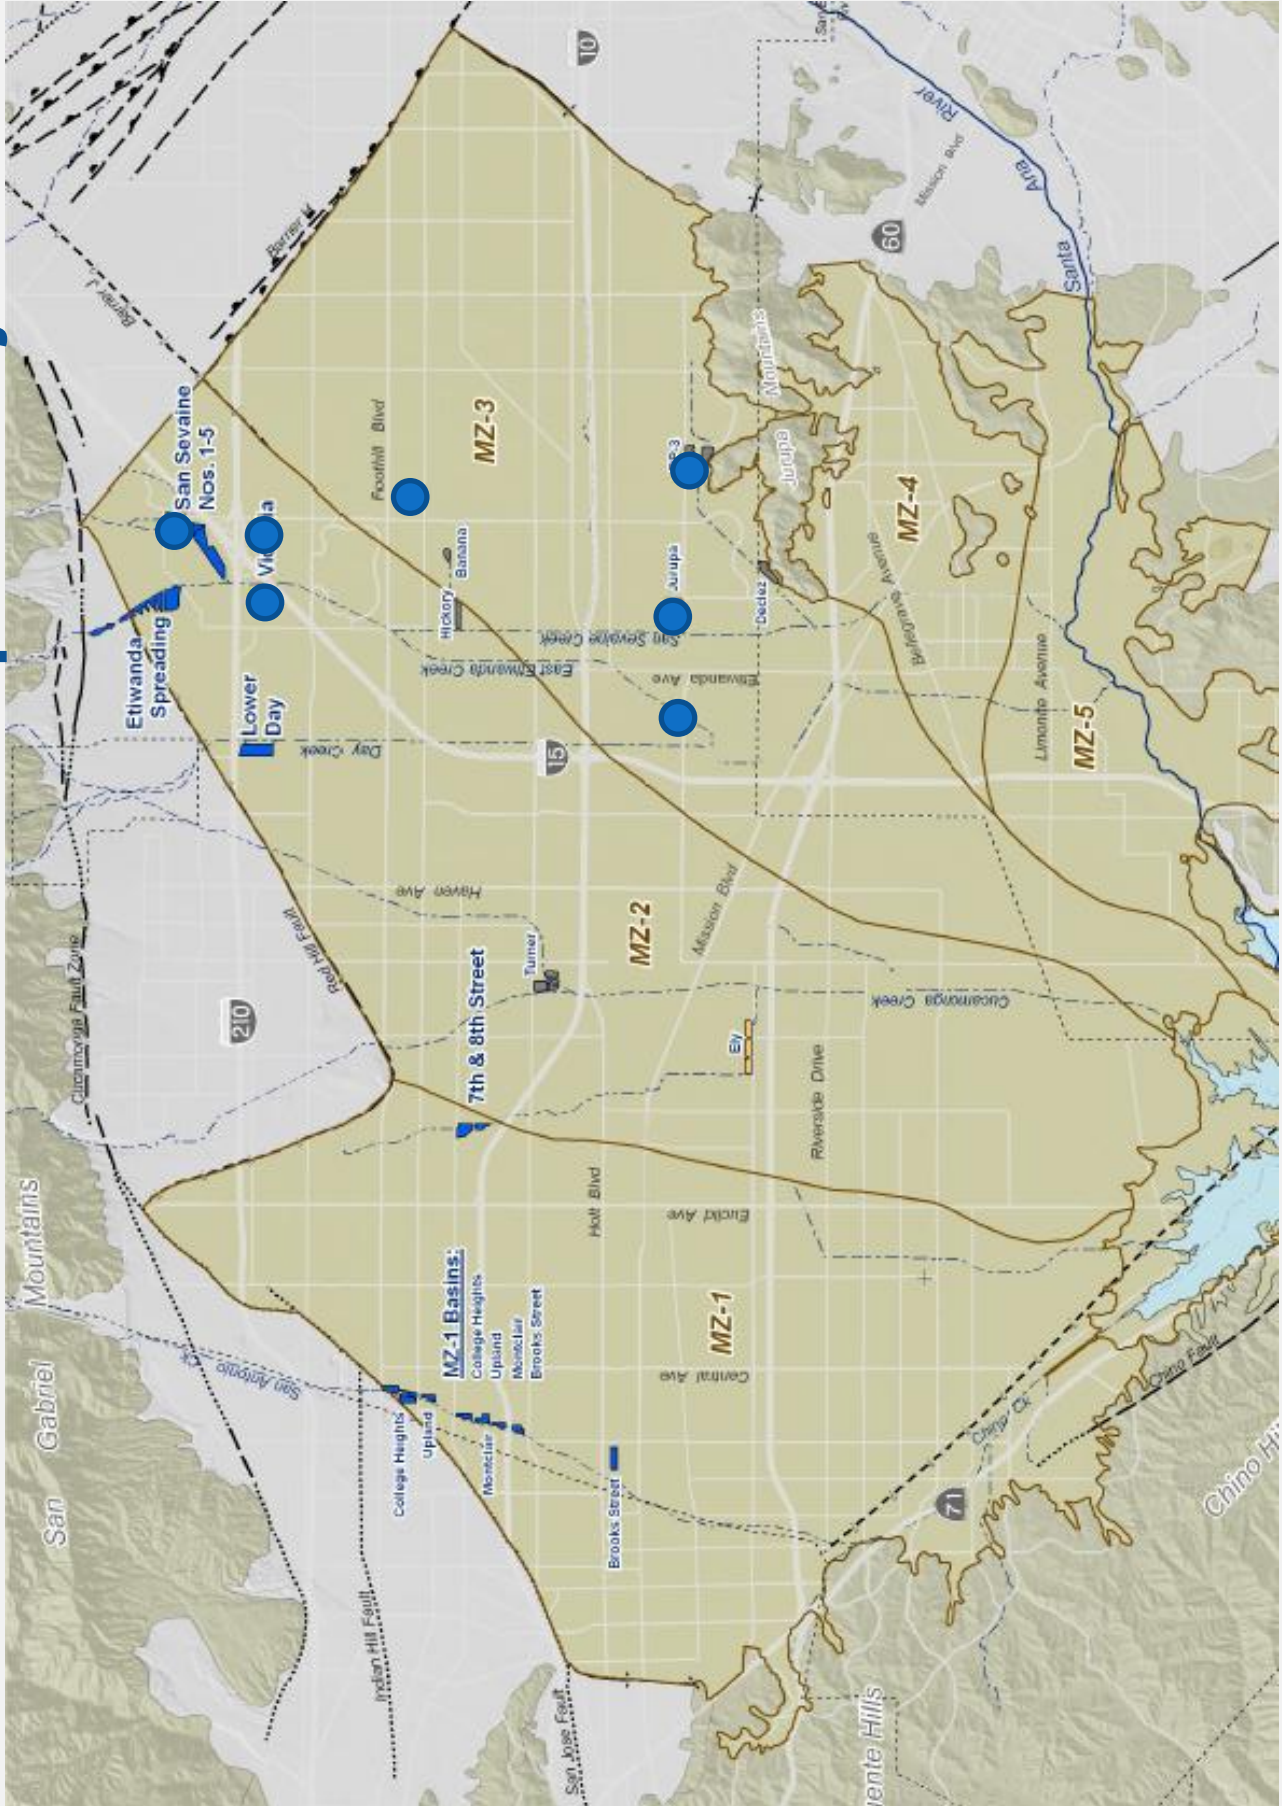 San
Gabriel
Mountains
Cucamonga Fault Zone
Etiwanda
Spreading
San Sevaine
Nos. 1-5
Barrier J
Barrier
10
210
Lower
Day
Day Creek
Red Hill Fault
Haven Ave
San Antonio
Ck
Indian Hill Fault
San Jose Fault
College Heights
Upland
Montclair
Brooks Street
MZ-1 Basins:
College Heights
Upland
Montclair
Brooks Street
7th & 8th Street
Turner
Hickory
Banana
Foothill Blvd
MZ-3
East Etiwanda Creek
San Sevaine Creek
15
Jurupa
Etiwanda Ave
Declez
Jurupa
Mountains
MZ-2
Mission Blvd
Ely
Holt Blvd
Euclid Ave
Riverside Drive
Cucamonga Creek
MZ-1
Central Ave
MZ-4
Bellegrave Avenue
Limonite Avenue
MZ-5
60
Mission Blvd
Santa
Ana
River
71
Chino Ck
Chino Fault